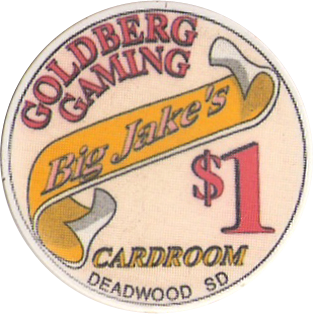 GOLDBERG
GAMING
Big Jake's
$1
CARDROOM
DEADWOOD SD